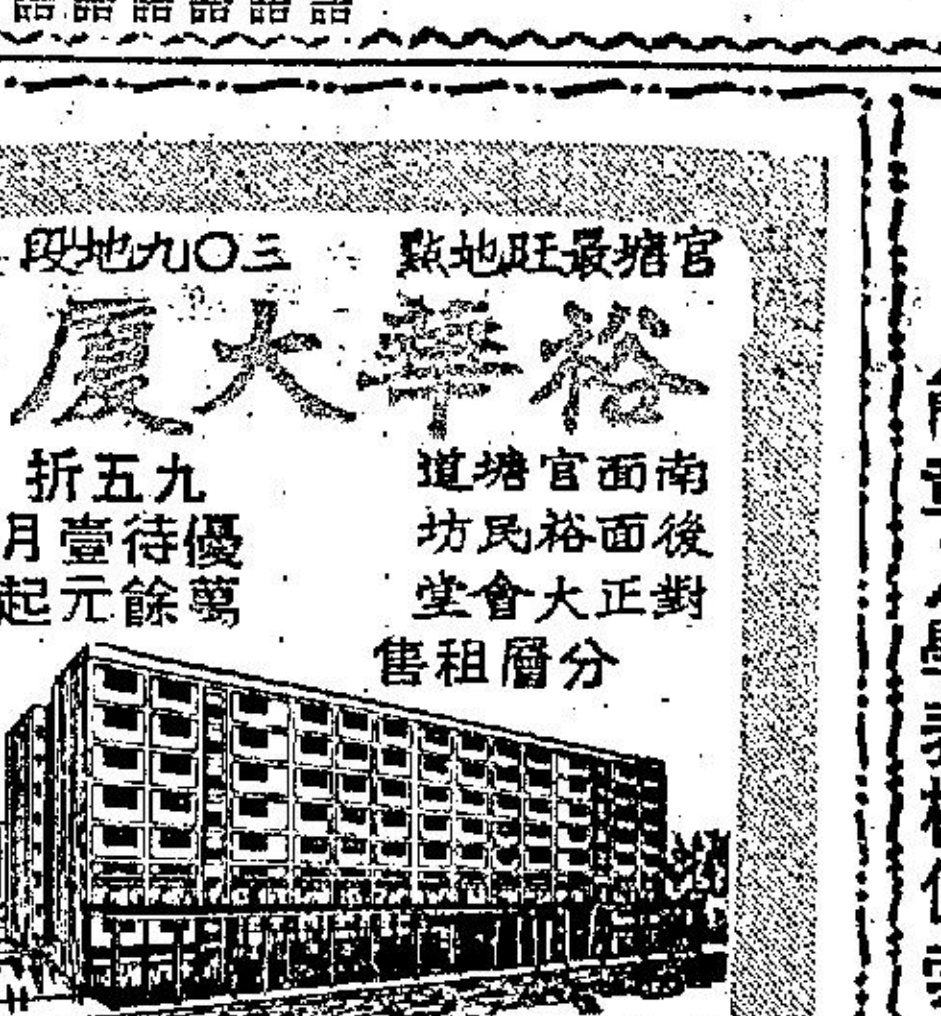 官塘最旺地點 三〇九地段
裕華大厦
南面官塘道
後面裕民坊
對正大會堂
分層租售
九五折
優待壹月
萬餘元起